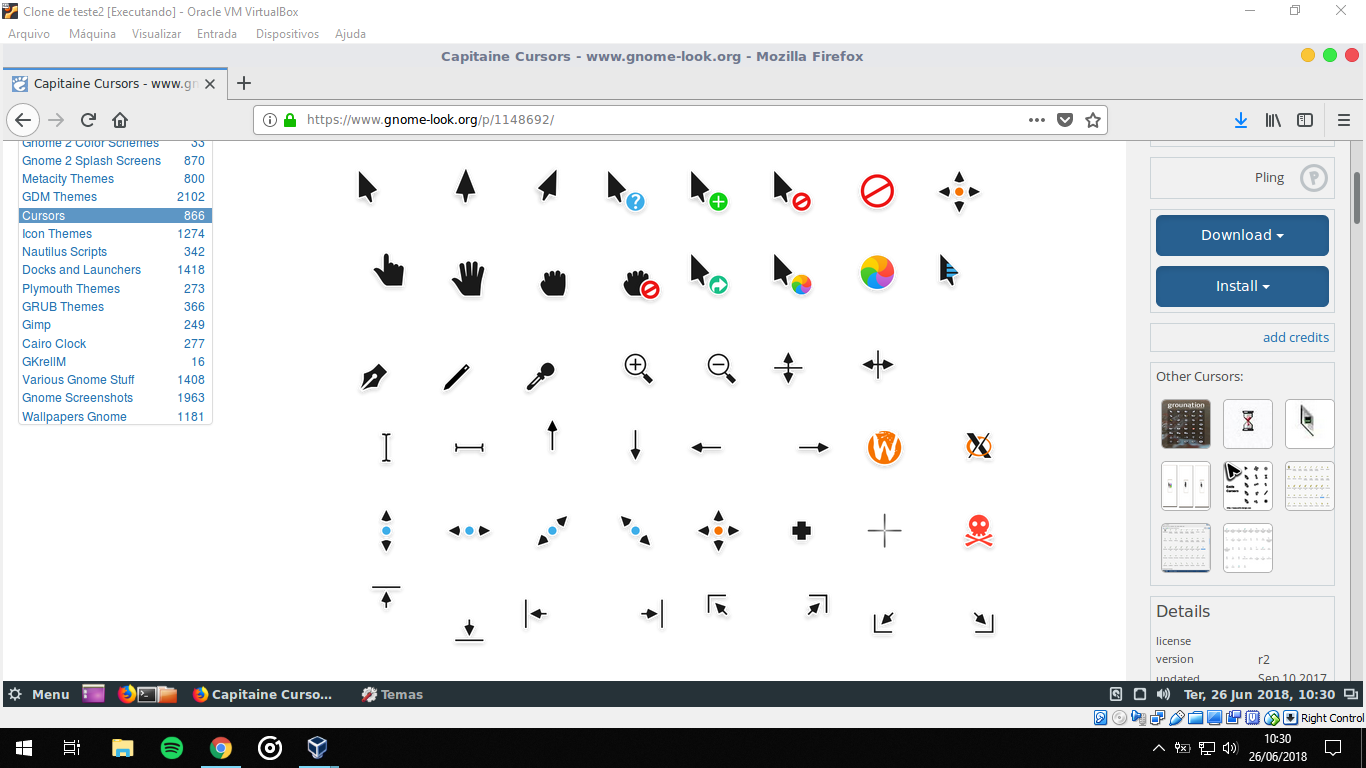 Clone de teste2 [Executando] - Oracle VM VirtualBox
Arquivo Máquina Visualizar Entrada Dispositivos Ajuda
Capitaine Cursors - www.gnome-look.org - Mozilla Firefox
Capitaine Cursors - www.gn
https://www.gnome-look.org/p/1148692/
Gnome 2 Color Schemes 33
Gnome 2 Splash Screens 870
Metacity Themes 800
GDM Themes 2102
Cursors 866
Icon Themes 1274
Nautilus Scripts 342
Docks and Launchers 1418
Plymouth Themes 273
GRUB Themes 366
Gimp 249
Cairo Clock 277
GKrellM 16
Various Gnome Stuff 1408
Gnome Screenshots 1963
Wallpapers Gnome 1181
Pling
Download
Install
add credits
Other Cursors:
grounation
Details
license
version r2
updated Sep 10 2017
Menu
Capitaine Curso...
Temas
Ter, 26 Jun 2018, 10:30
Right Control
10:30
26/06/2018